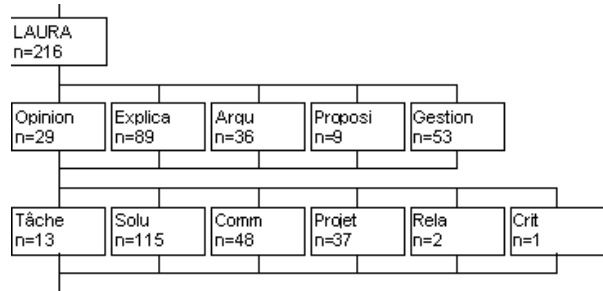 LAURA
n=216
Opinion Explica Argu Proposi Gestion
n=29 n=89 n=36 n=9 n=53
Tâche Solu Comm Projet Rela Crit
n=13 n=115 n=48 n=37 n=2 n=1